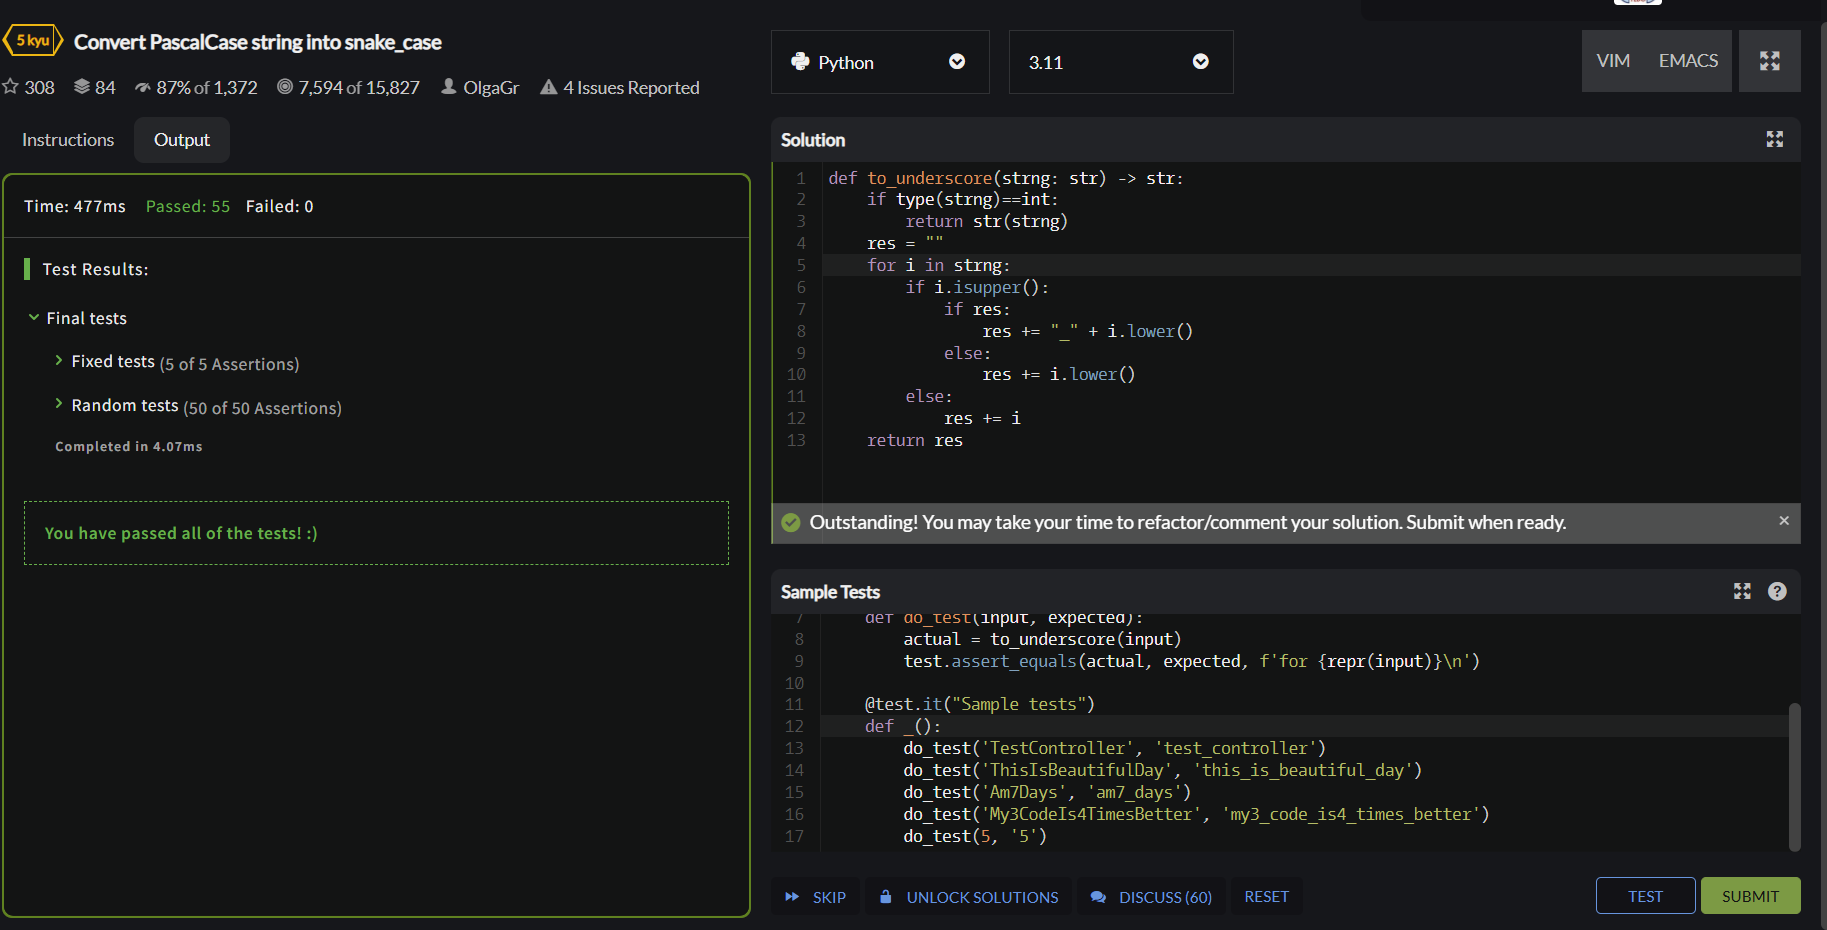 5 kyu Convert PascalCase string into snake_case
308 84 87% of 1,372 7,594 of 15,827 OlgaGr 4 Issues Reported
Instructions Output
Time: 477ms Passed: 55 Failed: 0
Test Results:
Final tests
Fixed tests (5 of 5 Assertions)
Random tests (50 of 50 Assertions)
Completed in 4.07ms
You have passed all of the tests! :)
Python 3.11 VIM EMACS
Solution
1 def to_underscore(strng: str) -> str:
2     if type(strng)==int:
3         return str(strng)
4     res = ""
5     for i in strng:
6         if i.isupper():
7             if res:
8                 res += "_" + i.lower()
9             else:
10                 res += i.lower()
11         else:
12             res += i
13     return res
Outstanding! You may take your time to refactor/comment your solution. Submit when ready. ×
Sample Tests ?
7     def do_test(input, expected):
8         actual = to_underscore(input)
9         test.assert_equals(actual, expected, f'for {repr(input)}\n')
10
11     @test.it("Sample tests")
12     def _():
13         do_test('TestController', 'test_controller')
14         do_test('ThisIsBeautifulDay', 'this_is_beautiful_day')
15         do_test('Am7Days', 'am7_days')
16         do_test('My3CodeIs4TimesBetter', 'my3_code_is4_times_better')
17         do_test(5, '5')
SKIP UNLOCK SOLUTIONS DISCUSS (60) RESET TEST SUBMIT